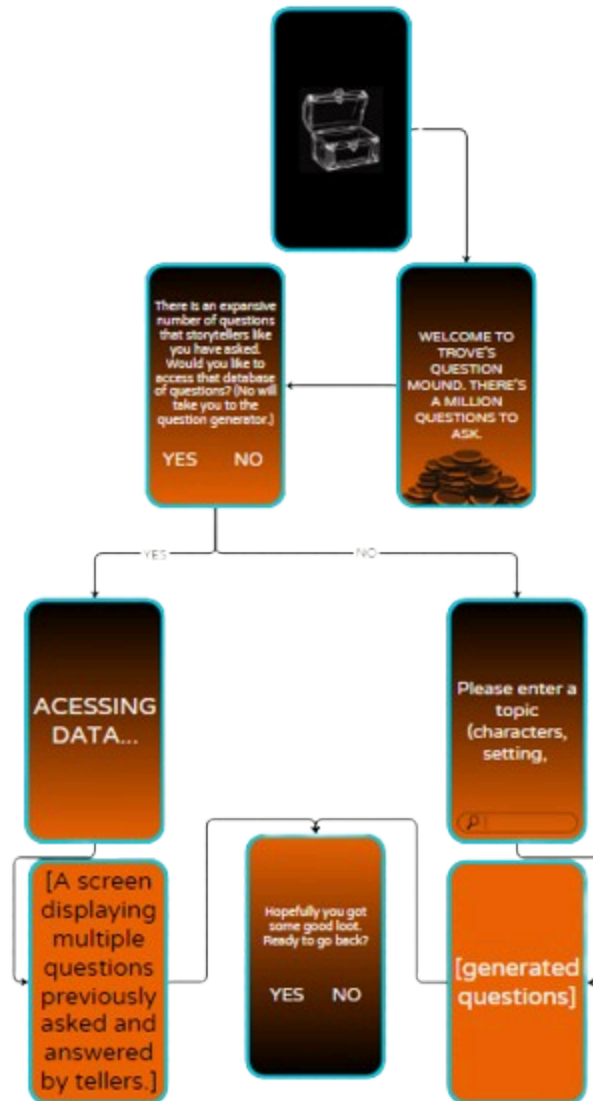 WELCOME TO
TROVE'S
QUESTION
MOUND. THERE'S
A MILLION
QUESTIONS TO
ASK.
There is an expansive
number of questions
that storytellers like
you have asked.
Would you like to
access that database
of questions? (No will
take you to the
question generator.)
YES NO
YES
NO
ACESSING
DATA...
Please enter a
topic
(characters,
setting,
[A screen
displaying
multiple
questions
previously
asked and
answered
by tellers.]
Hopefully you got
some good loot.
Ready to go back?
YES NO
[generated
questions]